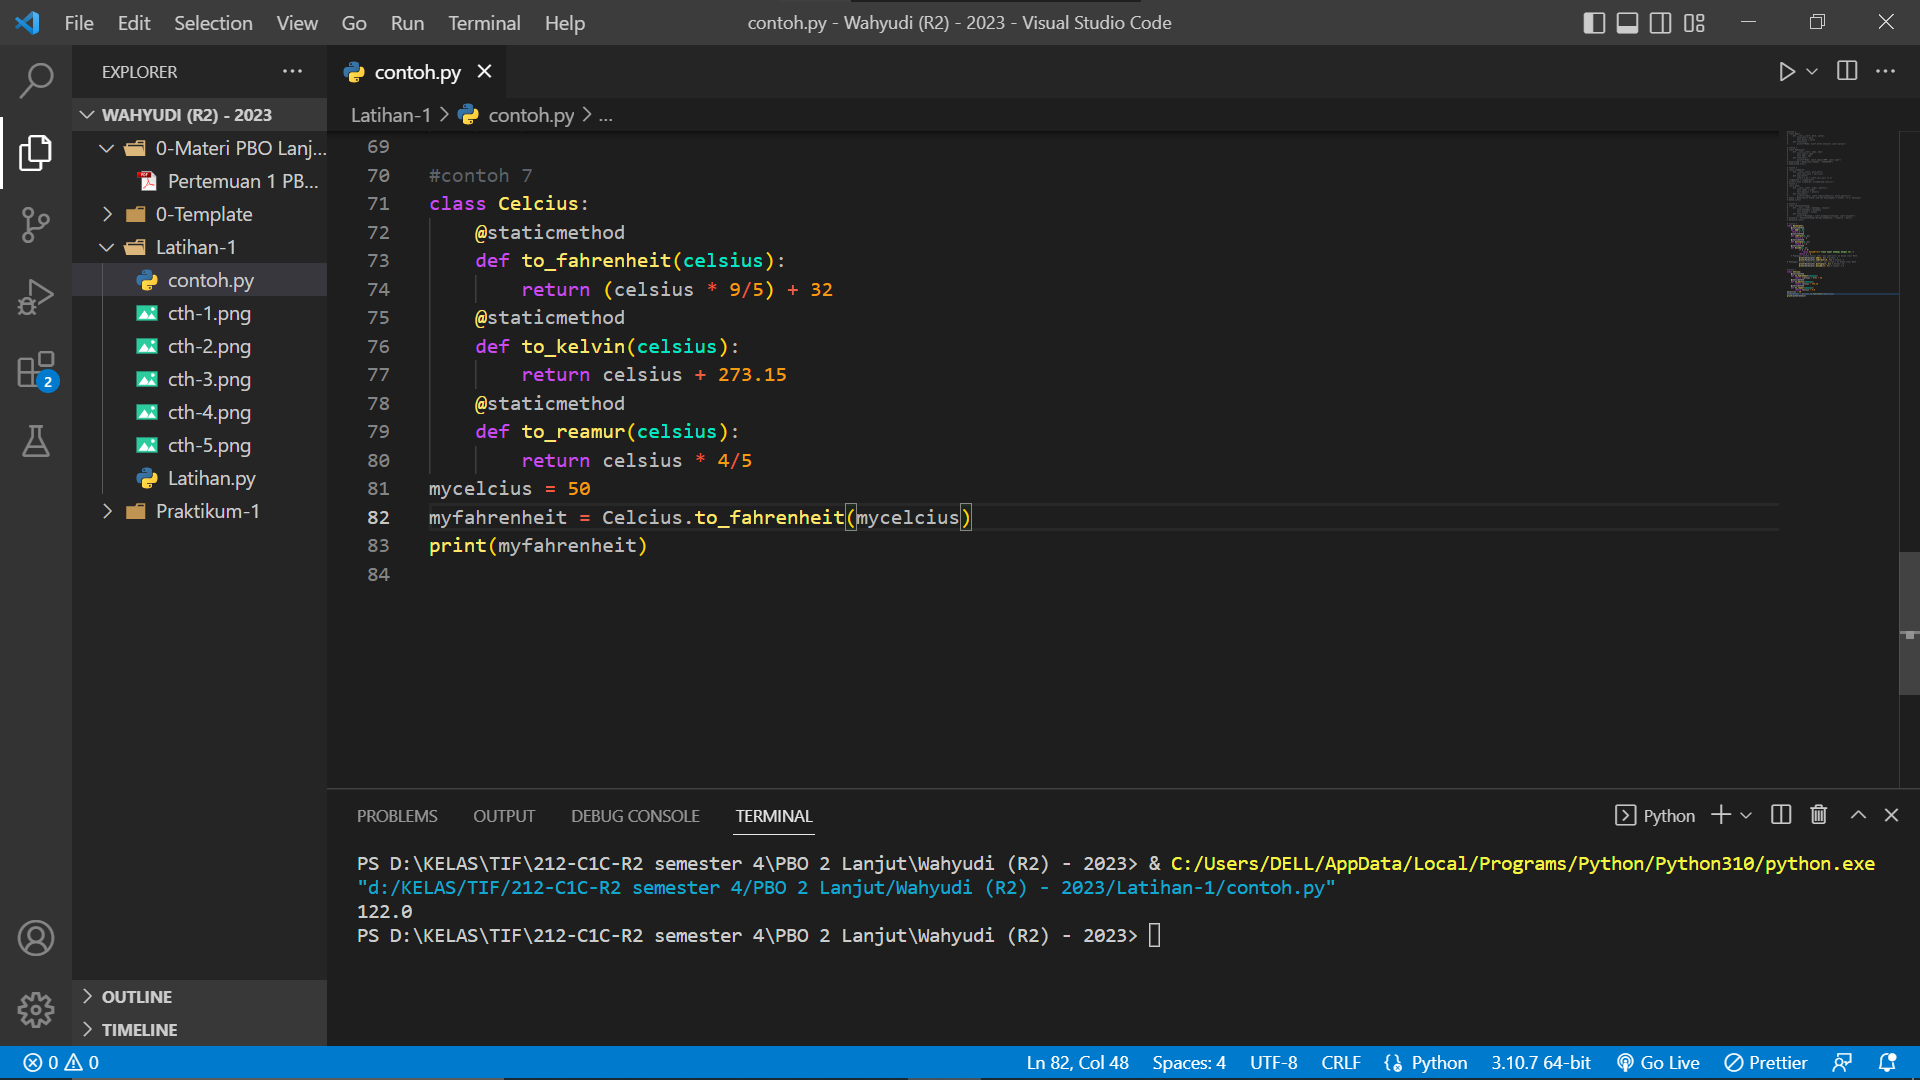 File Edit Selection View Go Run Terminal Help
contoh.py - Wahyudi (R2) - 2023 - Visual Studio Code
EXPLORER
WAHYUDI (R2) - 2023
0-Materi PBO Lanj...
Pertemuan 1 PB...
0-Template
Latihan-1
contoh.py
cth-1.png
cth-2.png
cth-3.png
cth-4.png
cth-5.png
Latihan.py
Praktikum-1
OUTLINE
TIMELINE
2
contoh.py
Latihan-1 > contoh.py > ...
69
70 #contoh 7
71 class Celcius:
72     @staticmethod
73     def to_fahrenheit(celsius):
74         return (celsius * 9/5) + 32
75     @staticmethod
76     def to_kelvin(celsius):
77         return celsius + 273.15
78     @staticmethod
79     def to_reamur(celsius):
80         return celsius * 4/5
81 mycelcius = 50
82 myfahrenheit = Celcius.to_fahrenheit(mycelcius)
83 print(myfahrenheit)
84
PROBLEMS OUTPUT DEBUG CONSOLE TERMINAL
Python
PS D:\KELAS\TIF\212-C1C-R2 semester 4\PBO 2 Lanjut\Wahyudi (R2) - 2023> & C:/Users/DELL/AppData/Local/Programs/Python/Python310/python.exe
"d:/KELAS/TIF/212-C1C-R2 semester 4/PBO 2 Lanjut/Wahyudi (R2) - 2023/Latihan-1/contoh.py"
122.0
PS D:\KELAS\TIF\212-C1C-R2 semester 4\PBO 2 Lanjut\Wahyudi (R2) - 2023>
0 0
Ln 82, Col 48 Spaces: 4 UTF-8 CRLF Python 3.10.7 64-bit Go Live Prettier